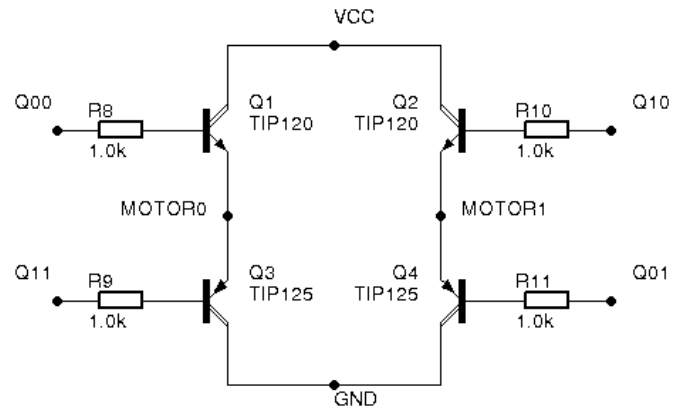 VCC
Q00
R8
1.0k
Q1
TIP120
Q2
TIP120
R10
1.0k
Q10
MOTOR0
MOTOR1
Q11
R9
1.0k
Q3
TIP125
Q4
TIP125
R11
1.0k
Q01
GND